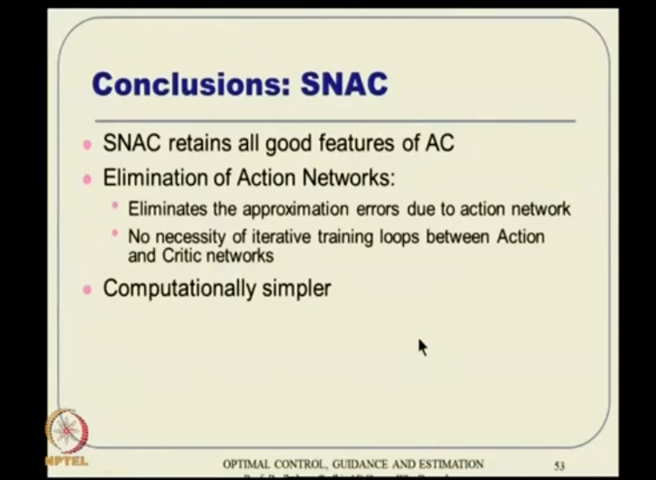 Conclusions: SNAC
SNAC retains all good features of AC
Elimination of Action Networks:
Eliminates the approximation errors due to action network
No necessity of iterative training loops between Action
and Critic networks
Computationally simpler
NPTEL
OPTIMAL CONTROL, GUIDANCE AND ESTIMATION
53